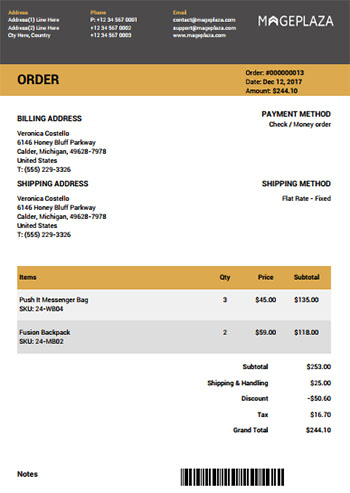 Address
Address(1) Line Here
Address(2) Line Here
Cty Here, Country
Phone
P: +12 34 567 0001
+12 34 567 0002
+12 34 567 0003
Email
contact@mageplaza.com
support@mageplaza.com
www.mageplaza.com
MAGEPLAZA
ORDER
Order: #000000013
Date: Dec 12, 2017
Amount: $244.10
BILLING ADDRESS
Veronica Costello
6146 Honey Bluff Parkway
Calder, Michigan, 49628-7978
United States
T: (555) 229-3326
PAYMENT METHOD
Check / Money order
SHIPPING ADDRESS
Veronica Costello
6146 Honey Bluff Parkway
Calder, Michigan, 49628-7978
United States
T: (555) 229-3326
SHIPPING METHOD
Flat Rate - Fixed
Items Qty Price Subtotal
Push It Messenger Bag 3 $45.00 $135.00
SKU: 24-WB04
Fusion Backpack 2 $59.00 $118.00
SKU: 24-MB02
Subtotal $253.00
Shipping & Handling $25.00
Discount -$50.60
Tax $16.70
Grand Total $244.10
Notes